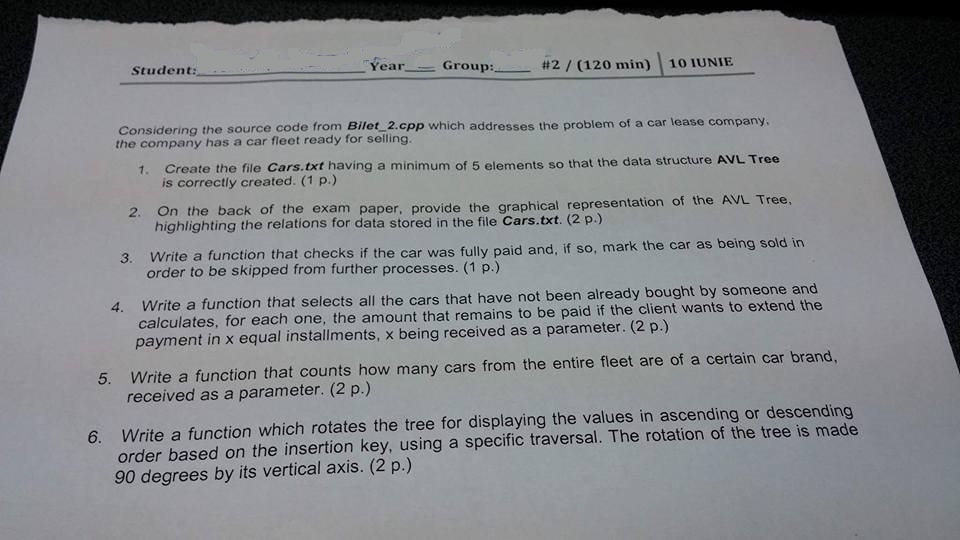 Student: Year Group: #2 / (120 min) 10 IUNIE
Considering the source code from Bilet_2.cpp which addresses the problem of a car lease company,
the company has a car fleet ready for selling.
1. Create the file Cars.txt having a minimum of 5 elements so that the data structure AVL Tree
is correctly created. (1 p.)
2. On the back of the exam paper, provide the graphical representation of the AVL Tree,
highlighting the relations for data stored in the file Cars.txt. (2 p.)
3. Write a function that checks if the car was fully paid and, if so, mark the car as being sold in
order to be skipped from further processes. (1 p.)
4. Write a function that selects all the cars that have not been already bought by someone and
calculates, for each one, the amount that remains to be paid if the client wants to extend the
payment in x equal installments, x being received as a parameter. (2 p.)
5. Write a function that counts how many cars from the entire fleet are of a certain car brand,
received as a parameter. (2 p.)
6. Write a function which rotates the tree for displaying the values in ascending or descending
order based on the insertion key, using a specific traversal. The rotation of the tree is made
90 degrees by its vertical axis. (2 p.)